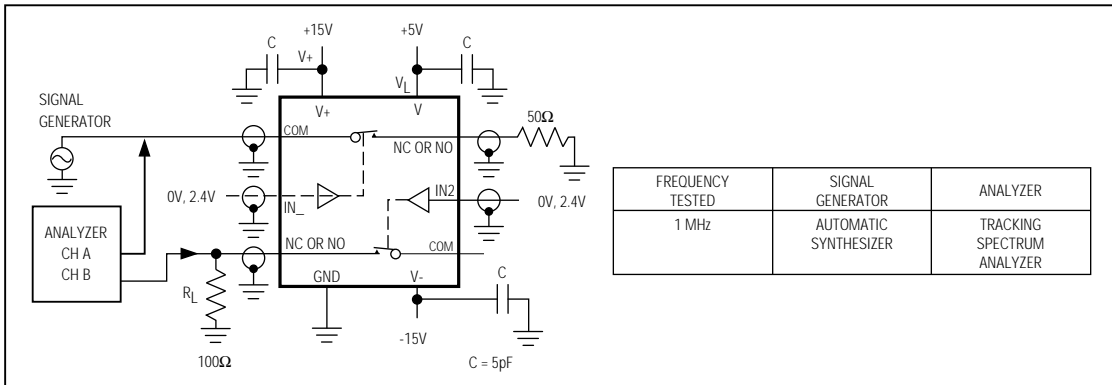 +15V
+5V
C
V+
C
VL
SIGNAL
GENERATOR
V+
V
50Ω
COM
NC OR NO
0V, 2.4V
IN_
IN2
0V, 2.4V
ANALYZER
CH A
CH B
NC OR NO
COM
RL
GND
V-
C
100Ω
-15V
C = 5pF
FREQUENCY
TESTED
SIGNAL
GENERATOR
ANALYZER
1 MHz
AUTOMATIC
SYNTHESIZER
TRACKING
SPECTRUM
ANALYZER